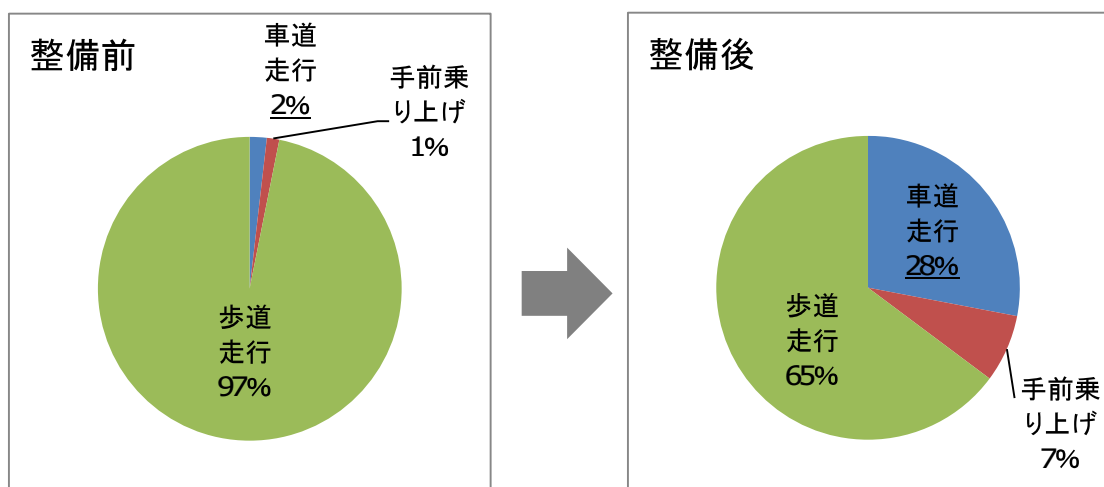 整備前
車道
走行
2%
手前乗
り上げ
1%
歩道
走行
97%
整備後
車道
走行
28%
歩道
走行
65%
手前乗
り上げ
7%